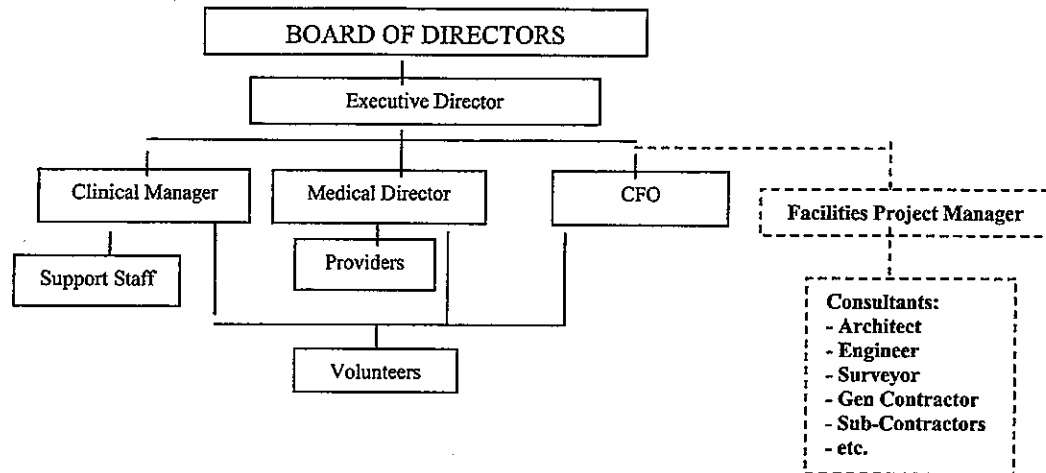 BOARD OF DIRECTORS
Executive Director
Clinical Manager
Medical Director
CFO
Facilities Project Manager
Support Staff
Providers
Volunteers
Consultants:
- Architect
- Engineer
- Surveyor
- Gen Contractor
- Sub-Contractors
- etc.